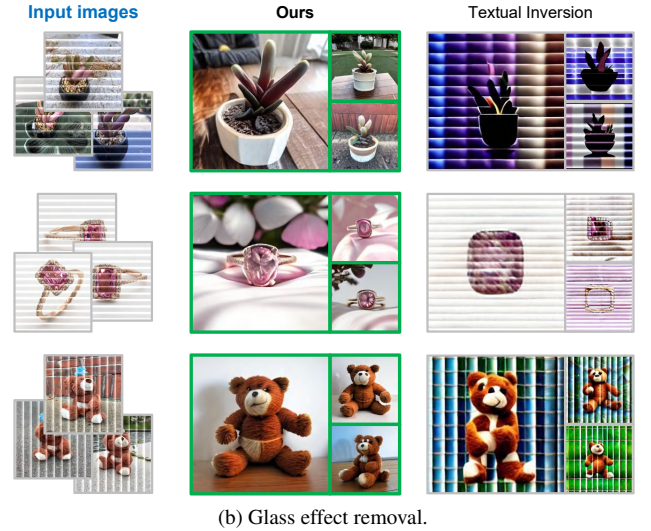 Input images
Ours
Textual Inversion
(b) Glass effect removal.